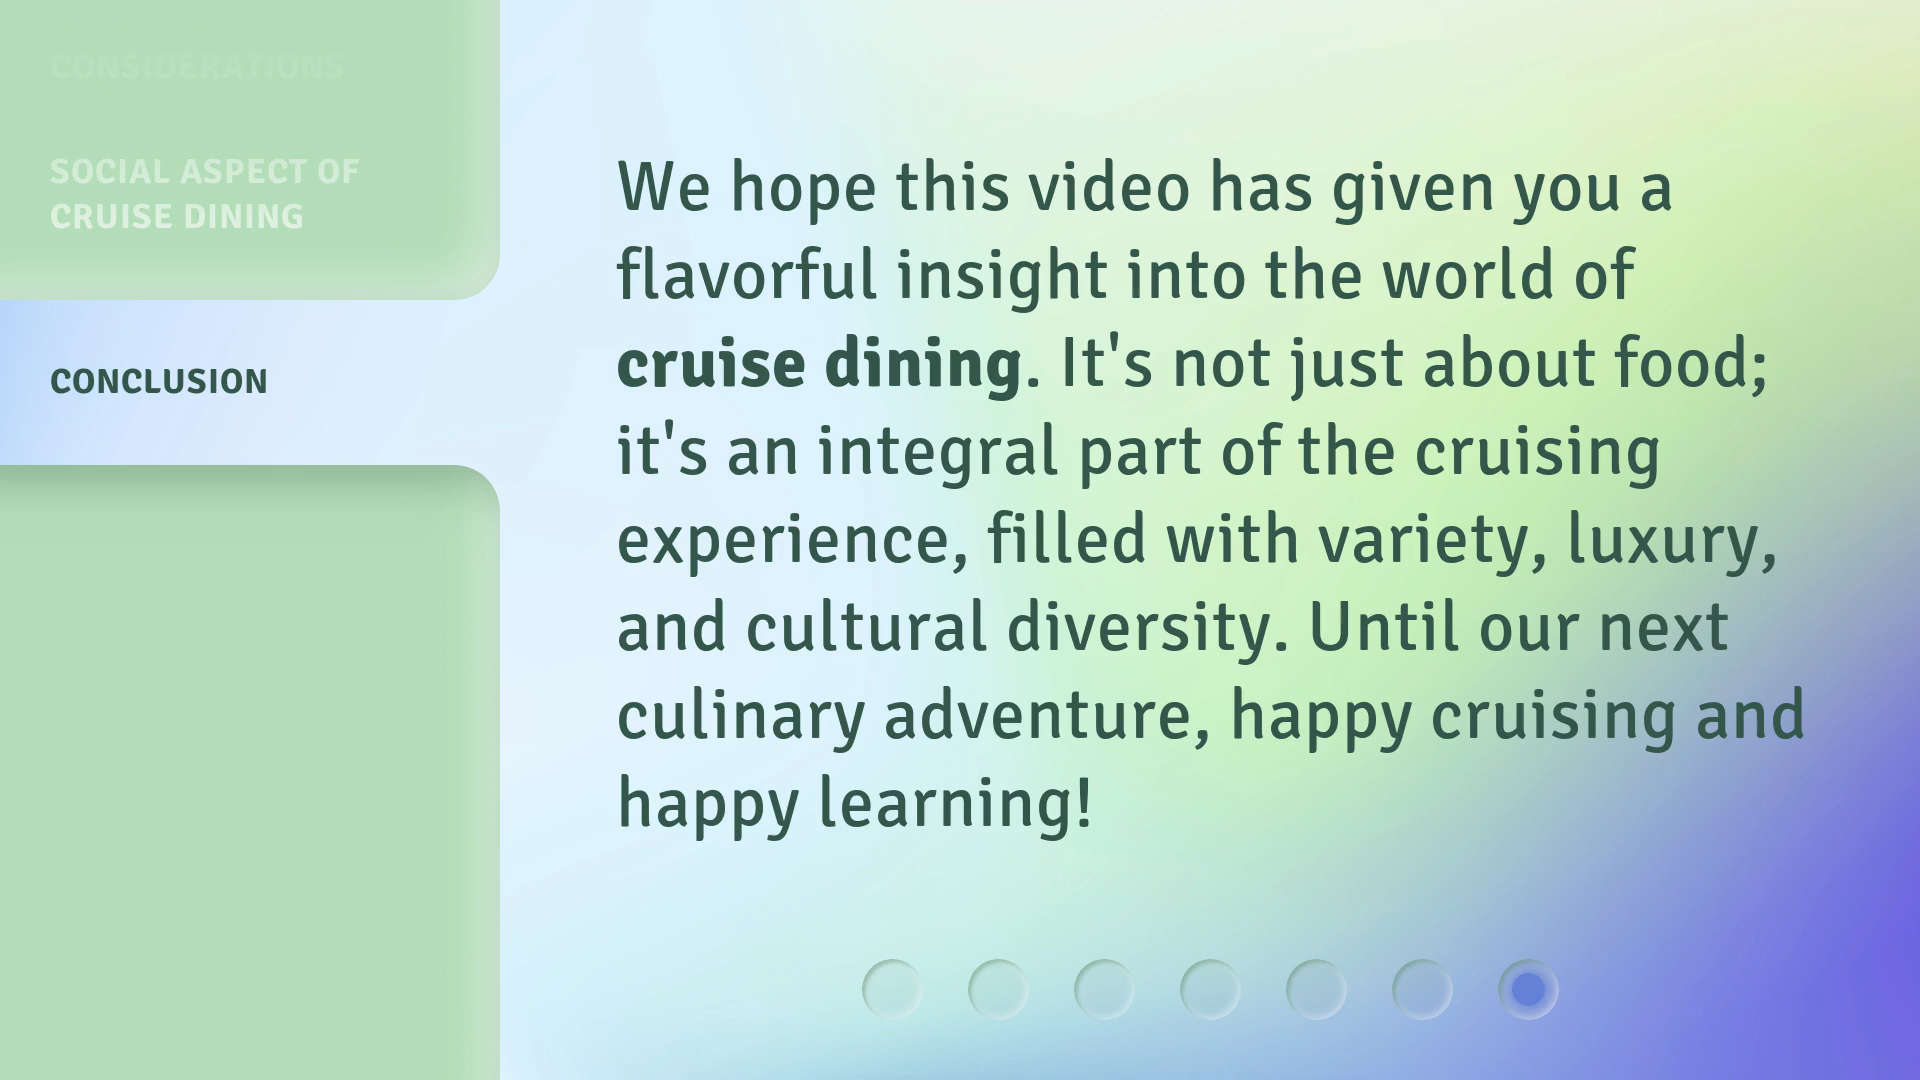 CONSIDERATIONS
SOCIAL ASPECT OF
CRUISE DINING
CONCLUSION
We hope this video has given you a
flavorful insight into the world of
cruise dining. It's not just about food;
it's an integral part of the cruising
experience, filled with variety, luxury,
and cultural diversity. Until our next
culinary adventure, happy cruising and
happy learning!